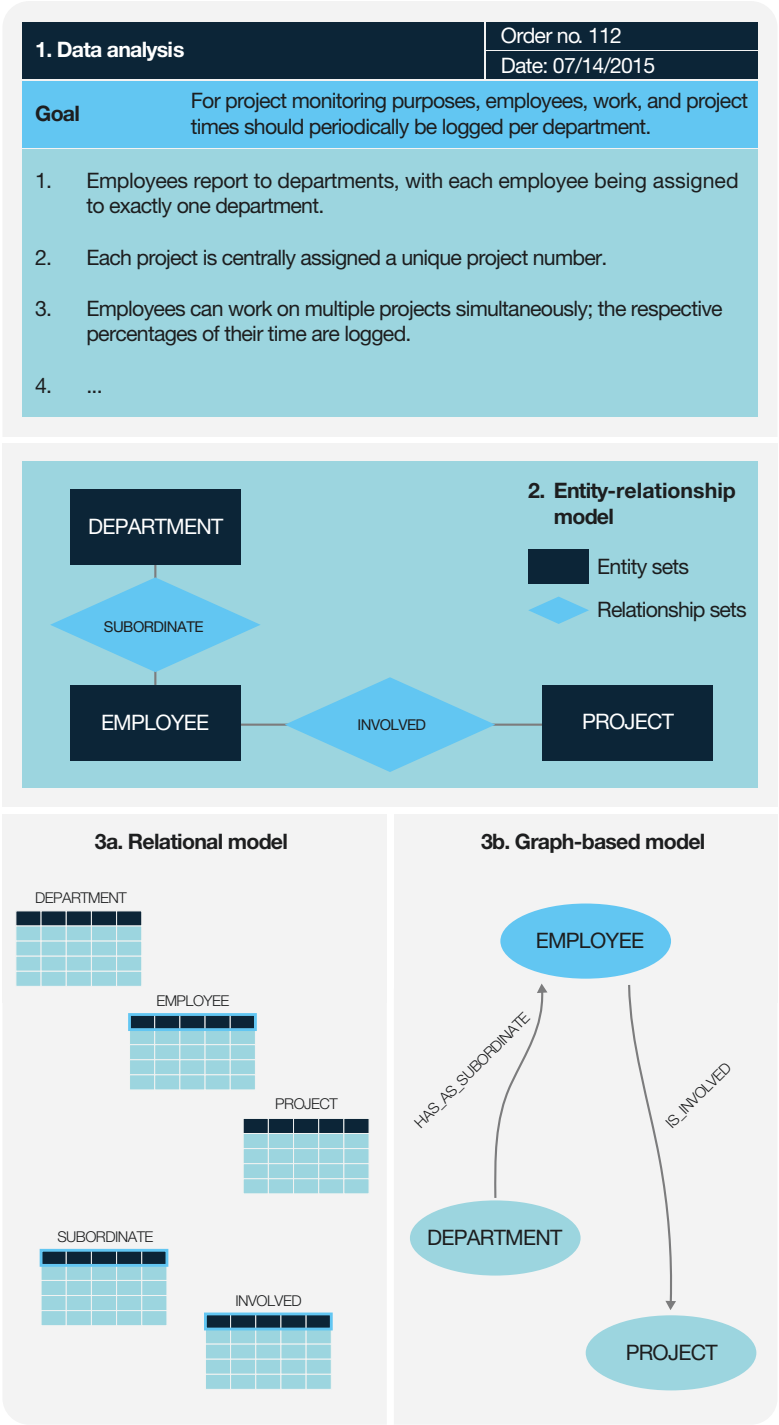 1. Data analysis
Order no. 112
Date: 07/14/2015
Goal
For project monitoring purposes, employees, work, and project
times should periodically be logged per department.
1. Employees report to departments, with each employee being assigned
to exactly one department.
2. Each project is centrally assigned a unique project number.
3. Employees can work on multiple projects simultaneously; the respective
percentages of their time are logged.
4. ...
2. Entity-relationship
model
Entity sets
Relationship sets
DEPARTMENT
SUBORDINATE
EMPLOYEE
INVOLVED
PROJECT
3a. Relational model
DEPARTMENT
EMPLOYEE
PROJECT
SUBORDINATE
INVOLVED
3b. Graph-based model
EMPLOYEE
HAS_AS_SUBORDINATE
IS_INVOLVED
DEPARTMENT
PROJECT